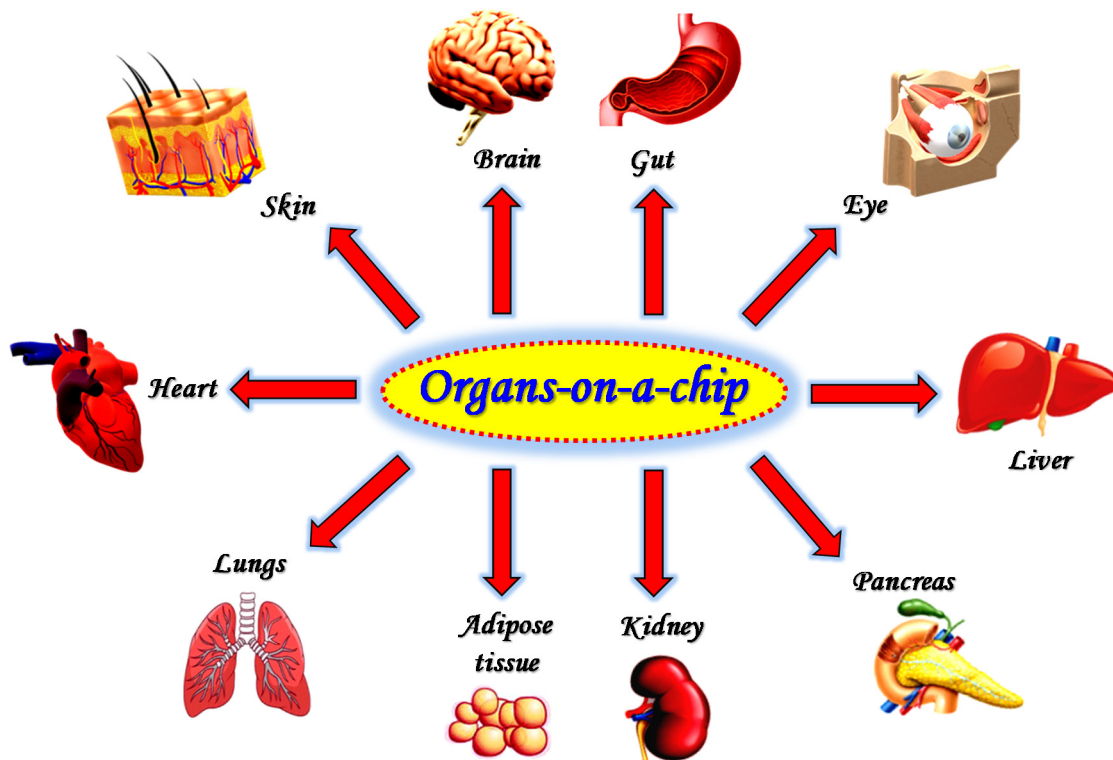 Brain
Gut
Skin
Eye
Heart
Organs-on-a-chip
Liver
Lungs
Adipose
tissue
Kidney
Pancreas